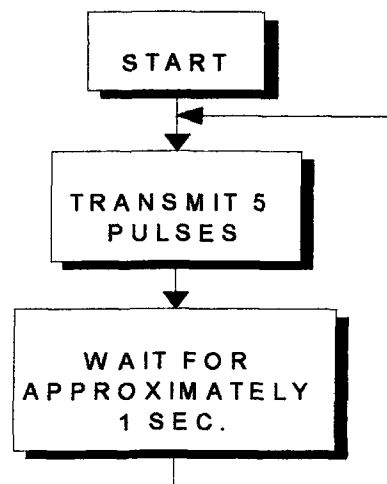 START
TRANSMIT 5
PULSES
WAIT FOR
APPROXIMATELY
1 SEC.